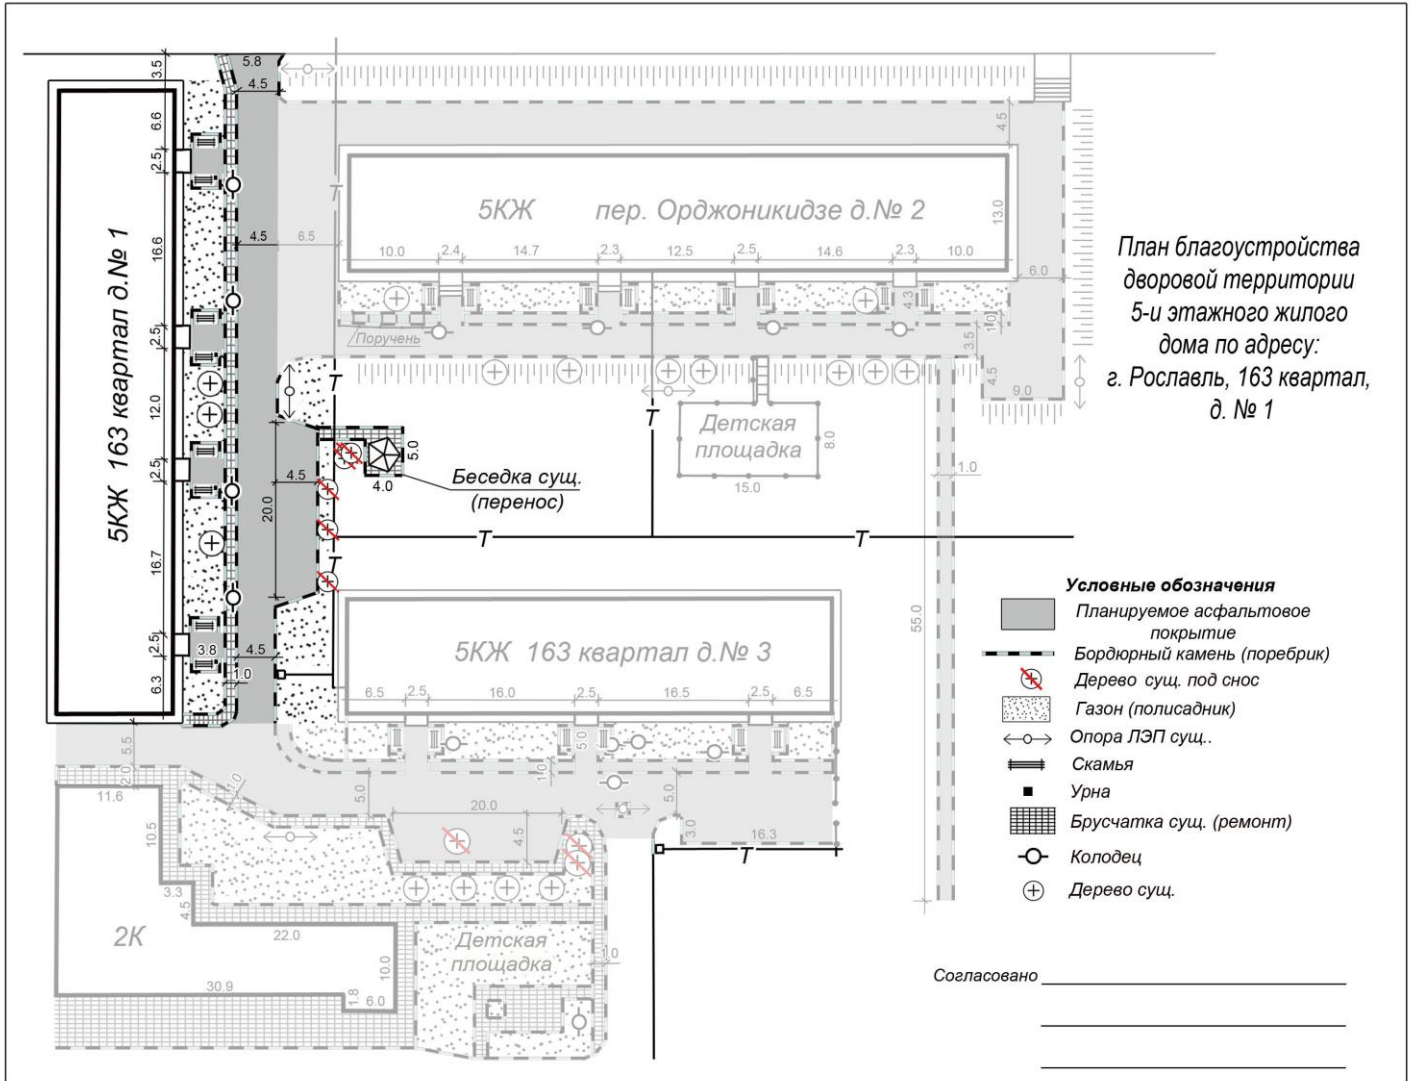 План благоустройства
дворовой территории
5-и этажного жилого
дома по адресу:
г. Рославль, 163 квартал,
д. № 1
5КЖ 163 квартал д.№ 1
3.5
6.6
2.5
16.6
2.5
12.0
2.5
16.7
2.5
6.3
5.8
4.5
4.5
6.5
4.5
20.0
3.8
4.5
1.0
5КЖ пер. Орджоникидзе д.№ 2
4.5
13.0
10.0 2.4 14.7 2.3 12.5 2.5 14.6 2.3 10.0
6.0
4.3
1.0
3.5
4.5
9.0
Поручень
Т
Т
Т
Детская
площадка
8.0
15.0
1.0
55.0
5.0
4.0
Беседка сущ.
(перенос)
Т
Т
Т
5КЖ 163 квартал д.№ 3
6.5 2.5 16.0 2.5 16.5 2.5 6.5
5.0
1.0
5.0
5.0
20.0
4.5
3.0
16.3
Т
5.5
2.0
1.0
11.6
10.5
3.3
4.5
22.0
2К
10.0
30.9
1.8
6.0
Детская
площадка
1.0
Условные обозначения
Планируемое асфальтовое
покрытие
Бордюрный камень (поребрик)
Дерево сущ. под снос
Газон (полисадник)
Опора ЛЭП сущ..
Скамья
Урна
Брусчатка сущ. (ремонт)
Колодец
Дерево сущ.
Согласовано